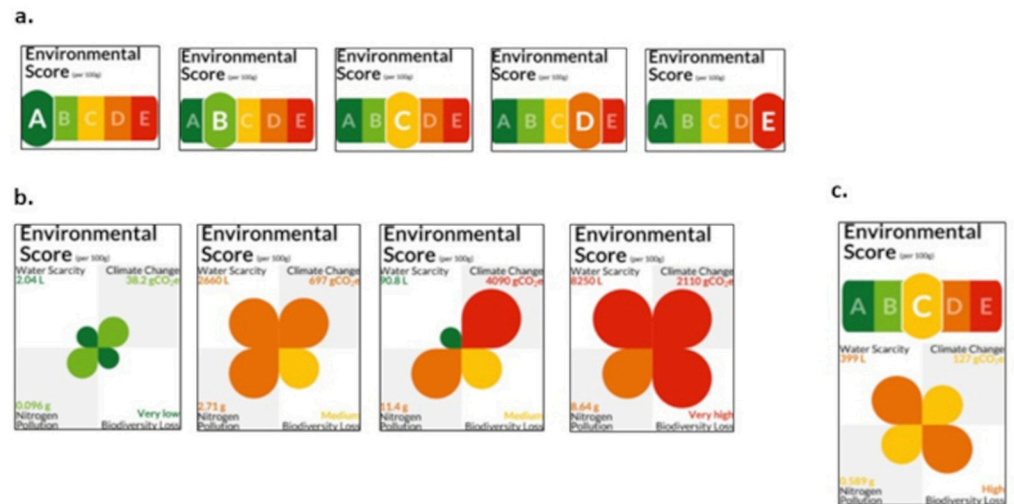 a.
Environmental
Score (per 100g)
A B C D E
Environmental
Score (per 100g)
A B C D E
Environmental
Score (per 100g)
A B C D E
Environmental
Score (per 100g)
A B C D E
Environmental
Score (per 100g)
A B C D E
b.
Environmental
Score (per 100g)
Water Scarcity Climate Change
2.04 L 38.2 gCO₂e
0.096 g
Nitrogen Very low
Pollution Biodiversity Loss
Environmental
Score (per 100g)
Water Scarcity Climate Change
2660 L 697 gCO₂e
2.71 g
Nitrogen Medium
Pollution Biodiversity Loss
Environmental
Score (per 100g)
Water Scarcity Climate Change
90.8 L 4090 gCO₂e
11.4 g
Nitrogen Medium
Pollution Biodiversity Loss
Environmental
Score (per 100g)
Water Scarcity Climate Change
8250 L 2110 gCO₂e
8.64 g
Nitrogen Very high
Pollution Biodiversity Loss
c.
Environmental
Score (per 100g)
A B C D E
Water Scarcity Climate Change
399 L 127 gCO₂e
0.589 g
Nitrogen High
Pollution Biodiversity Loss